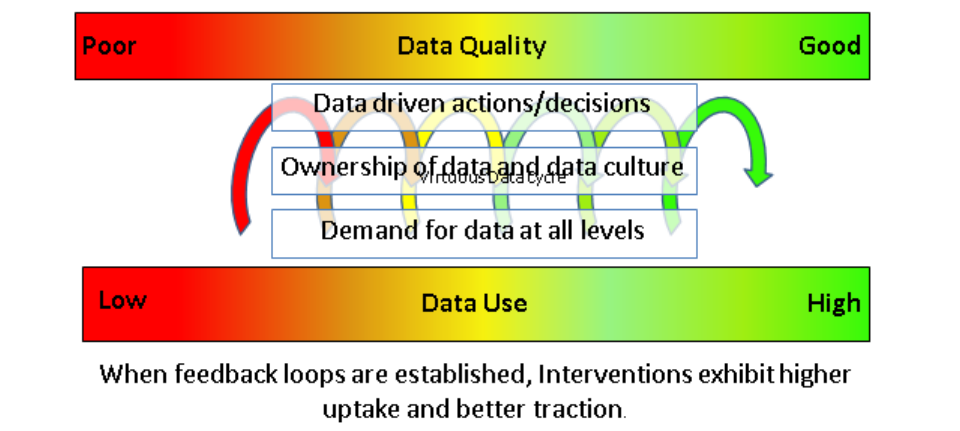 Poor Data Quality Good
Data driven actions/decisions
Ownership of data and data culture
Virtuous Data Cycle
Demand for data at all levels
Low Data Use High
When feedback loops are established, Interventions exhibit higher
uptake and better traction.